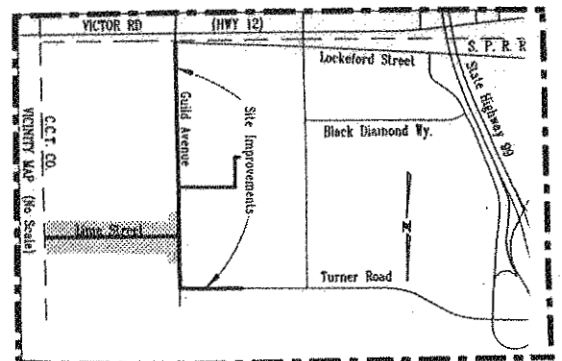 VICTOR RD (HWY 12)
S. P. R. R
Lockeford Street
State Highway 99
Guild Avenue
Site Improvements
Black Diamond Wy.
C.C.T. CO.
VICINITY MAP (No Scale)
Street
N
Turner Road